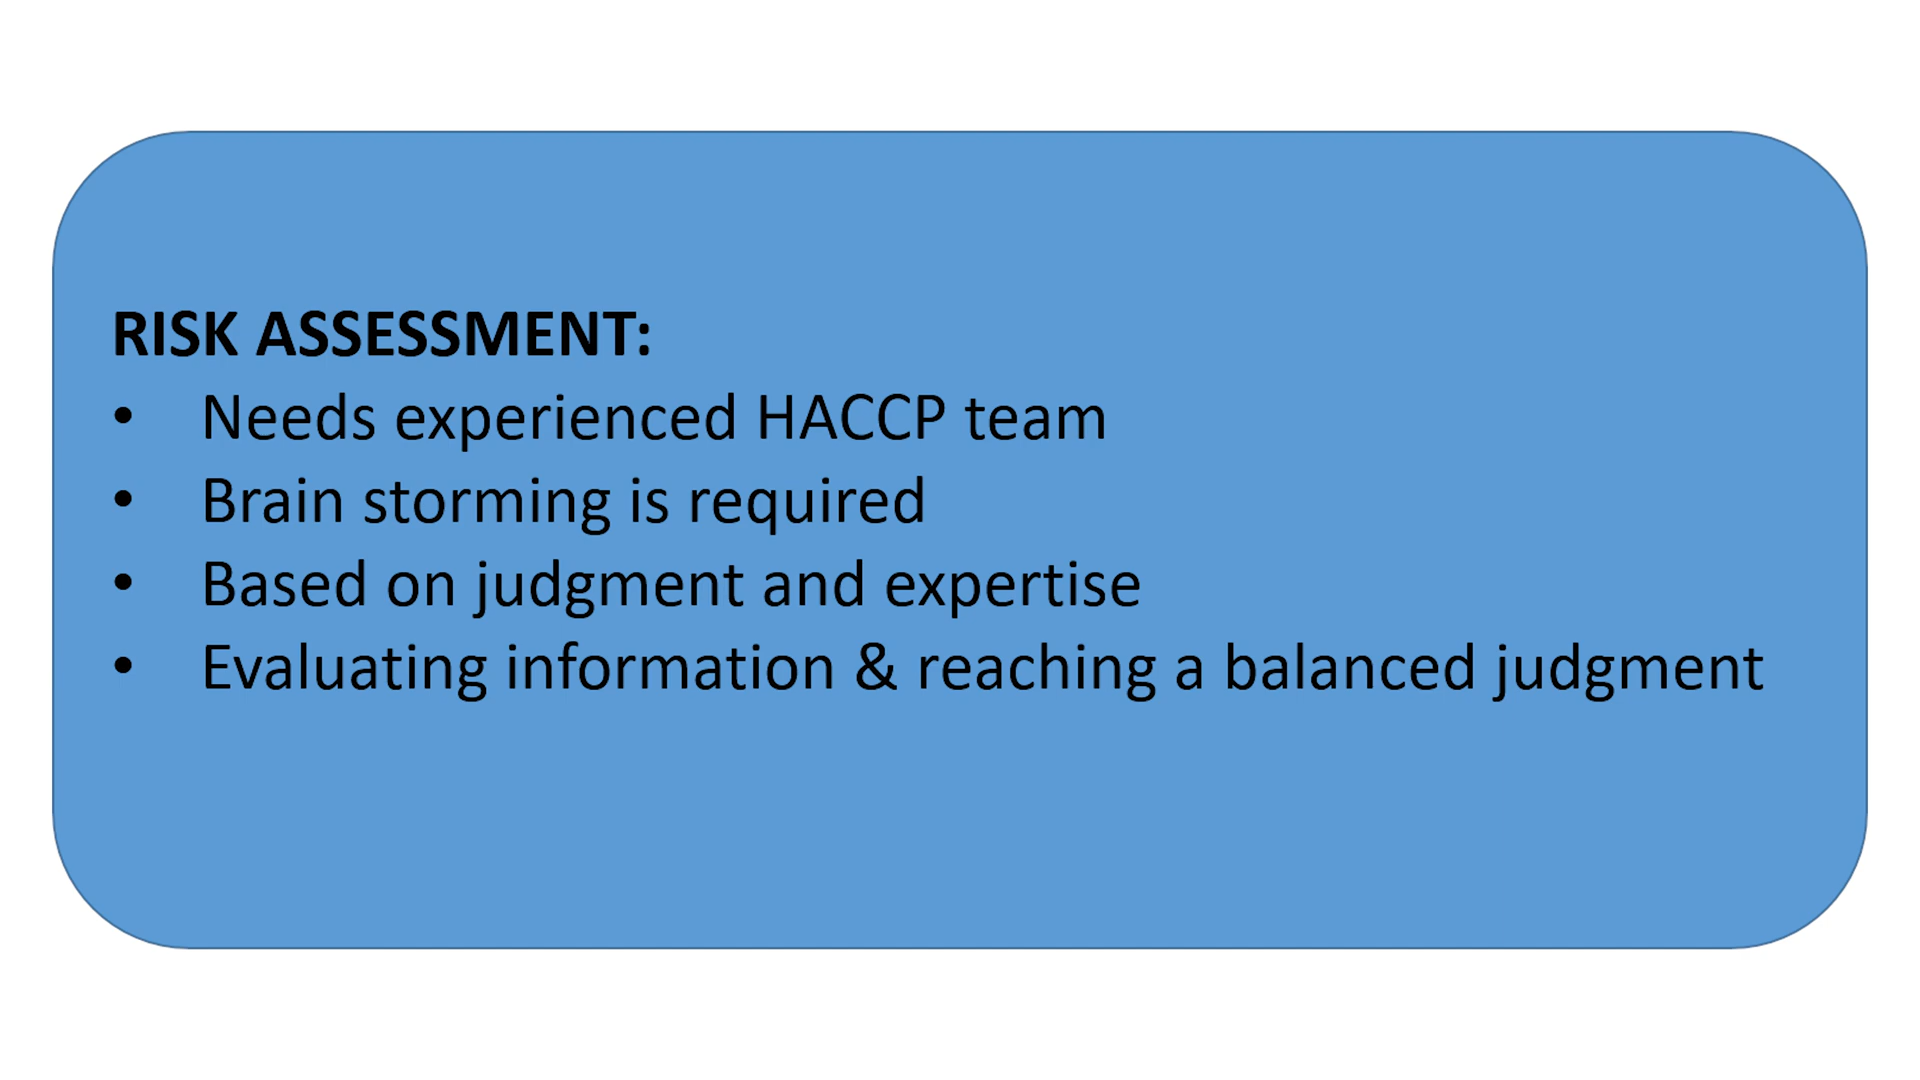 RISK ASSESSMENT:
• Needs experienced HACCP team
• Brain storming is required
• Based on judgment and expertise
• Evaluating information & reaching a balanced judgment